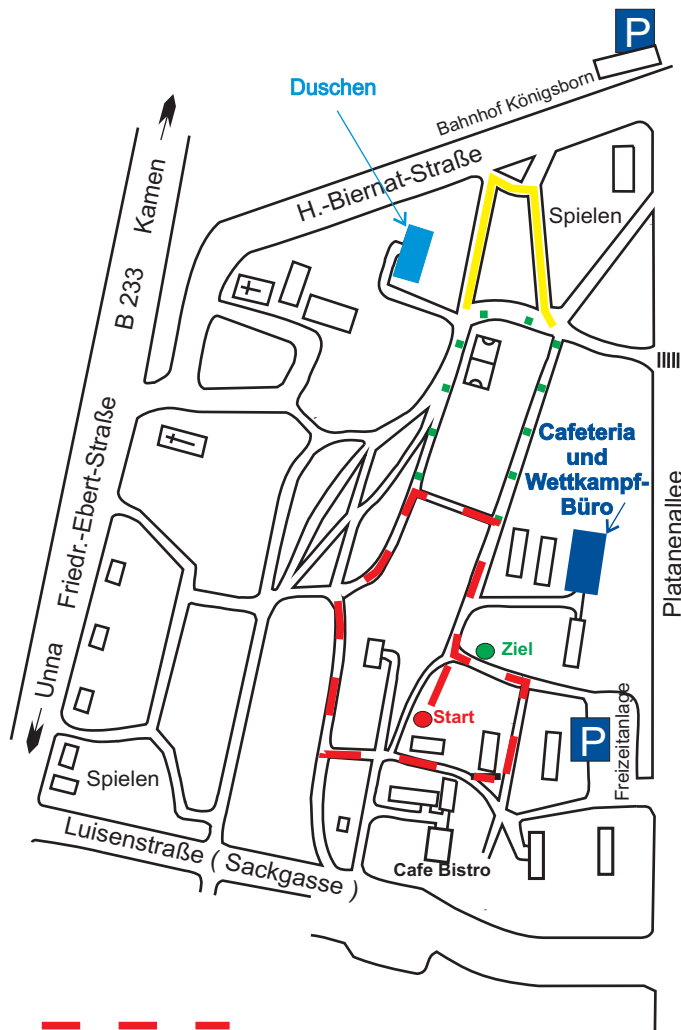 P
Duschen
Bahnhof Königsborn
H.-Biernat-Straße
Kamen
Spielen
B 233
Friedr.-Ebert-Straße
Cafeteria
und
Wettkampf-
Büro
Platanenallee
Unna
Ziel
Start
P
Freizeitanlage
Spielen
Luisenstraße ( Sackgasse )
Cafe Bistro